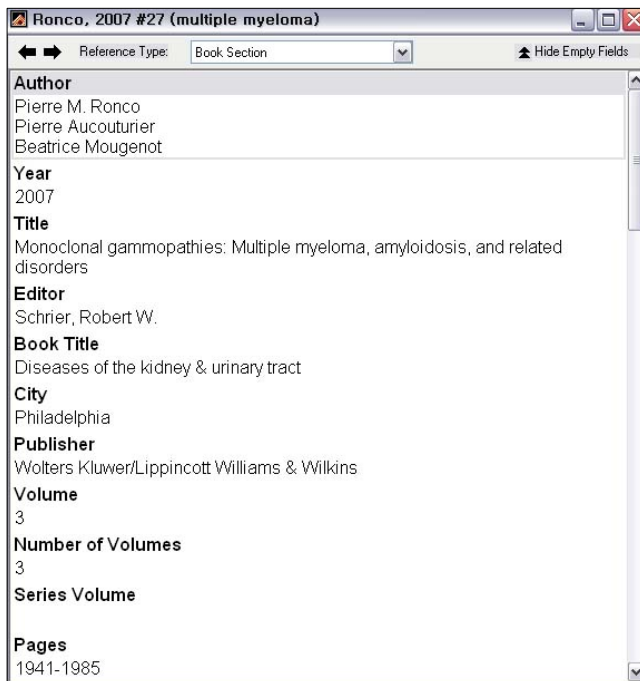 Ronco, 2007 #27 (multiple myeloma)
Reference Type: Book Section Hide Empty Fields
Author
Pierre M. Ronco
Pierre Aucouturier
Beatrice Mougenot
Year
2007
Title
Monoclonal gammopathies: Multiple myeloma, amyloidosis, and related
disorders
Editor
Schrier, Robert W.
Book Title
Diseases of the kidney & urinary tract
City
Philadelphia
Publisher
Wolters Kluwer/Lippincott Williams & Wilkins
Volume
3
Number of Volumes
3
Series Volume
Pages
1941-1985